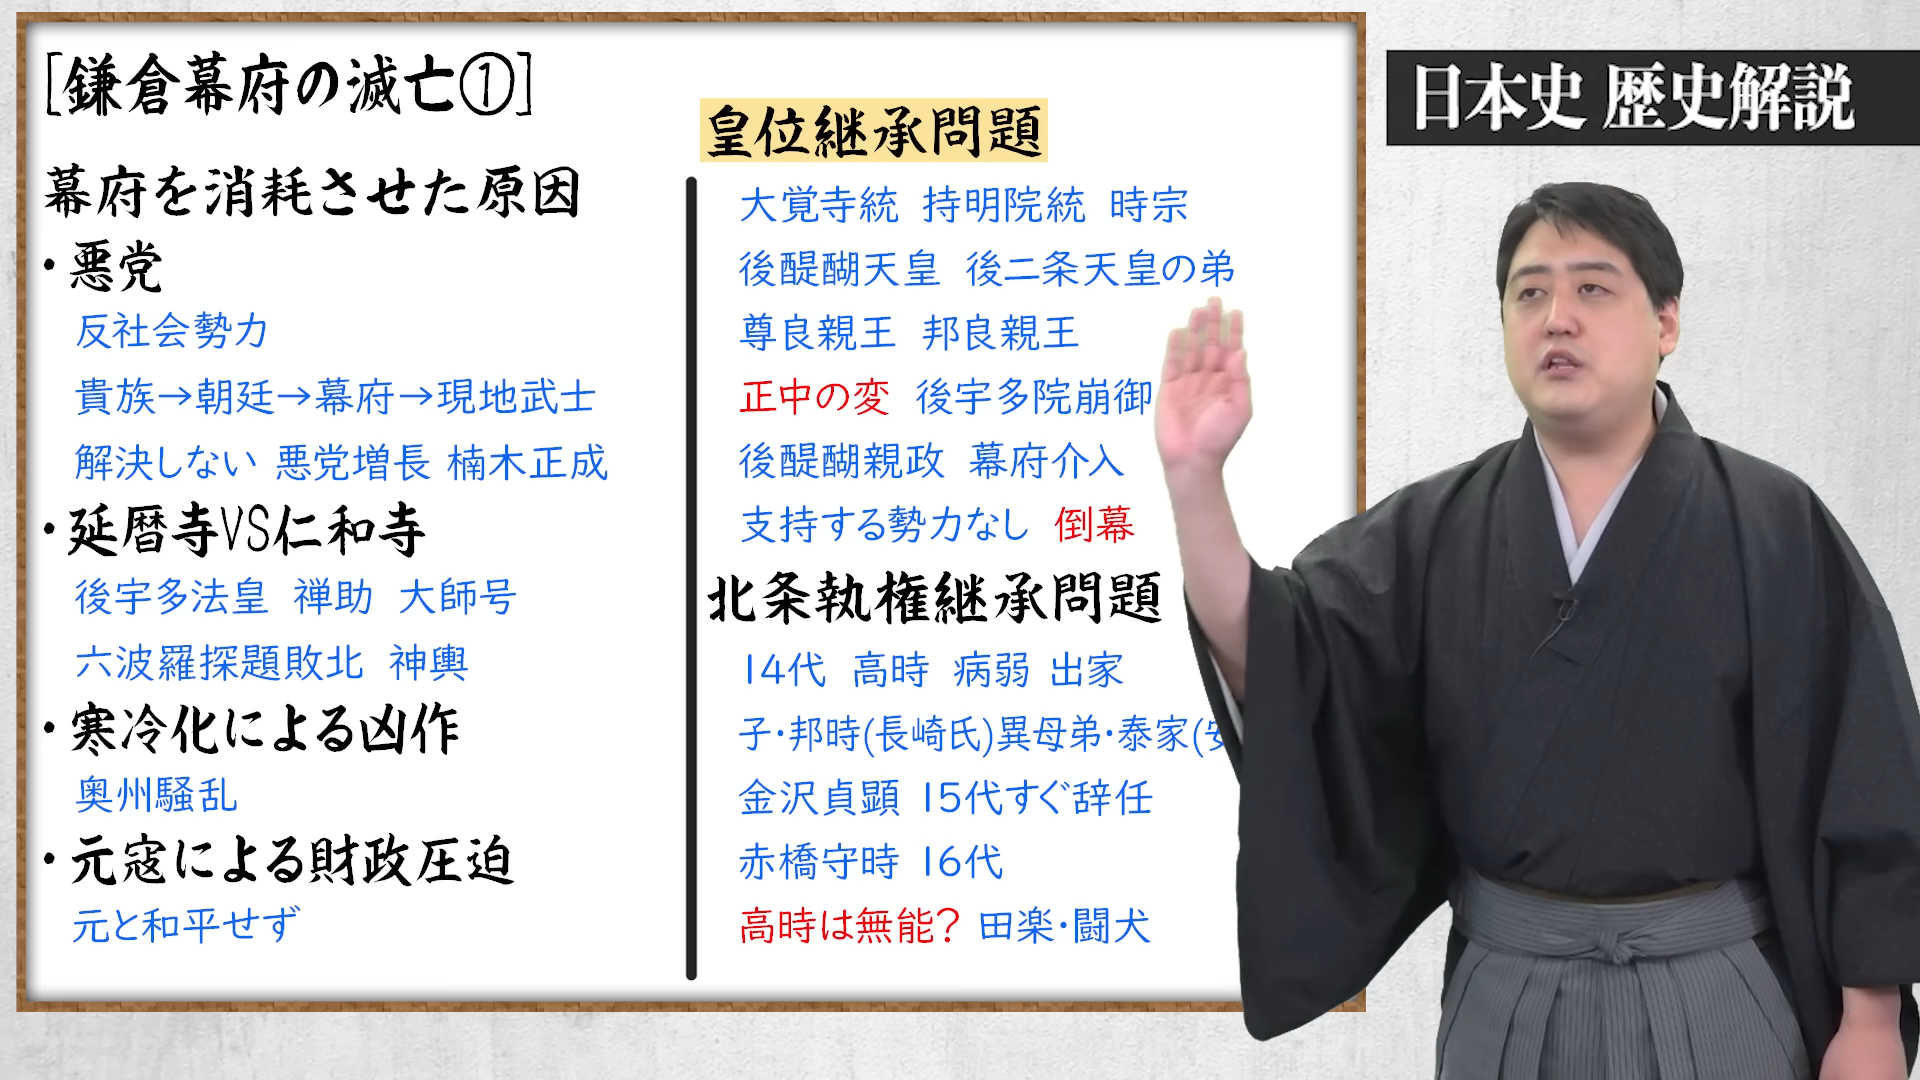 [鎌倉幕府の滅亡①]
幕府を消耗させた原因
・悪党
反社会勢力
貴族→朝廷→幕府→現地武士
解決しない 悪党増長 楠木正成
・延暦寺VS仁和寺
後宇多法皇 禅助 大師号
六波羅探題敗北 神輿
・寒冷化による凶作
奥州騒乱
・元寇による財政圧迫
元と和平せず
皇位継承問題
大覚寺統 持明院統 時宗
後醍醐天皇 後二条天皇の弟
尊良親王 邦良親王
正中の変 後宇多院崩御
後醍醐親政 幕府介入
支持する勢力なし 倒幕
北条執権継承問題
14代 高時 病弱 出家
子・邦時(長崎氏)異母弟・泰家(安
金沢貞顕 15代すぐ辞任
赤橋守時 16代
高時は無能? 田楽・闘犬
日本史 歴史解説